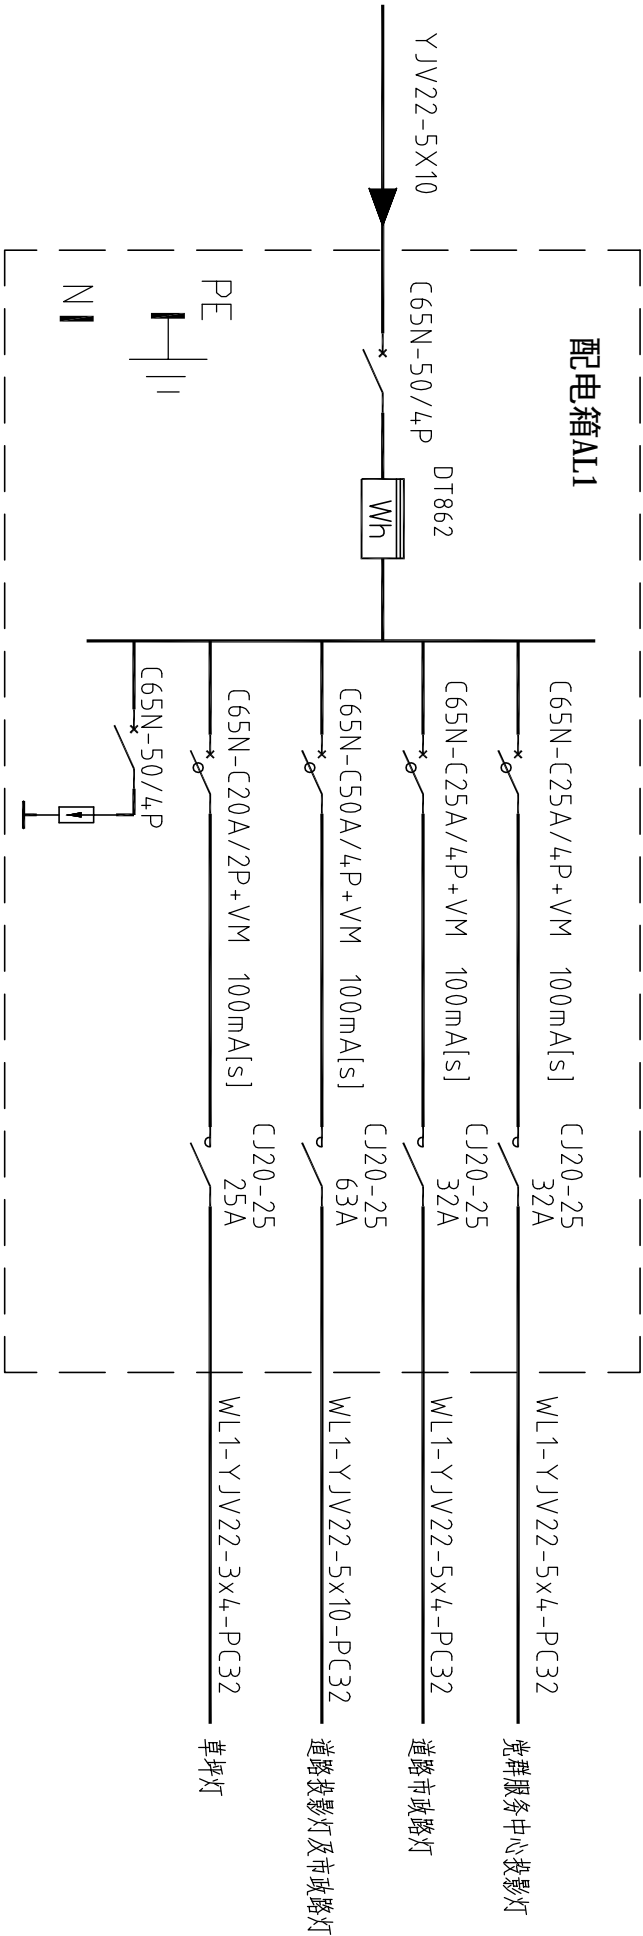 配电箱AL1
YJV22-5X10
C65N-50/4P
DT862
Wh
PE
N
C65N-C25A/4P+VM 100mA[s]
CJ20-25
32A
WL1-YJV22-5x4-PC32
党群服务中心投影灯
C65N-C25A/4P+VM 100mA[s]
CJ20-25
32A
WL1-YJV22-5x4-PC32
道路市政路灯
C65N-C50A/4P+VM 100mA[s]
CJ20-25
63A
WL1-YJV22-5x10-PC32
道路投影灯及市政路灯
C65N-C20A/2P+VM 100mA[s]
CJ20-25
25A
WL1-YJV22-3x4-PC32
草坪灯
C65N-50/4P